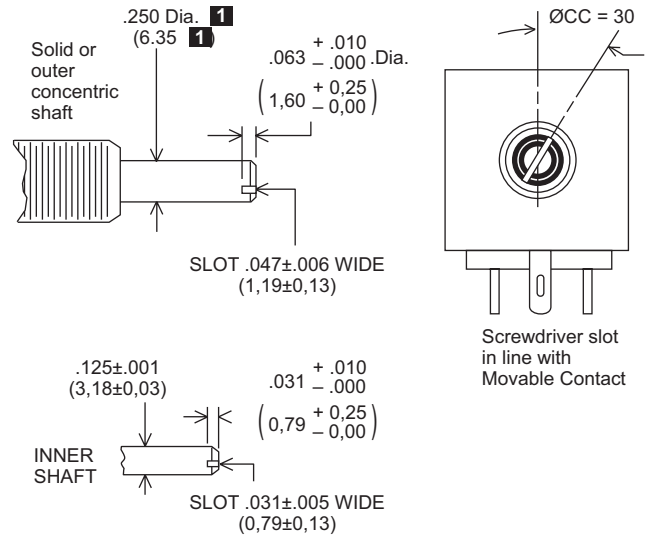 .250 Dia. 1
(6.35 1)
Solid or
outer
concentric
shaft
.063 + .010 – .000 .Dia.
(1,60 + 0,25 – 0,00)
SLOT .047±.006 WIDE
(1,19±0,13)
ØCC = 30
Screwdriver slot
in line with
Movable Contact
.125±.001
(3,18±0,03)
.031 + .010 – .000
(0,79 + 0,25 – 0,00)
INNER
SHAFT
SLOT .031±.005 WIDE
(0,79±0,13)